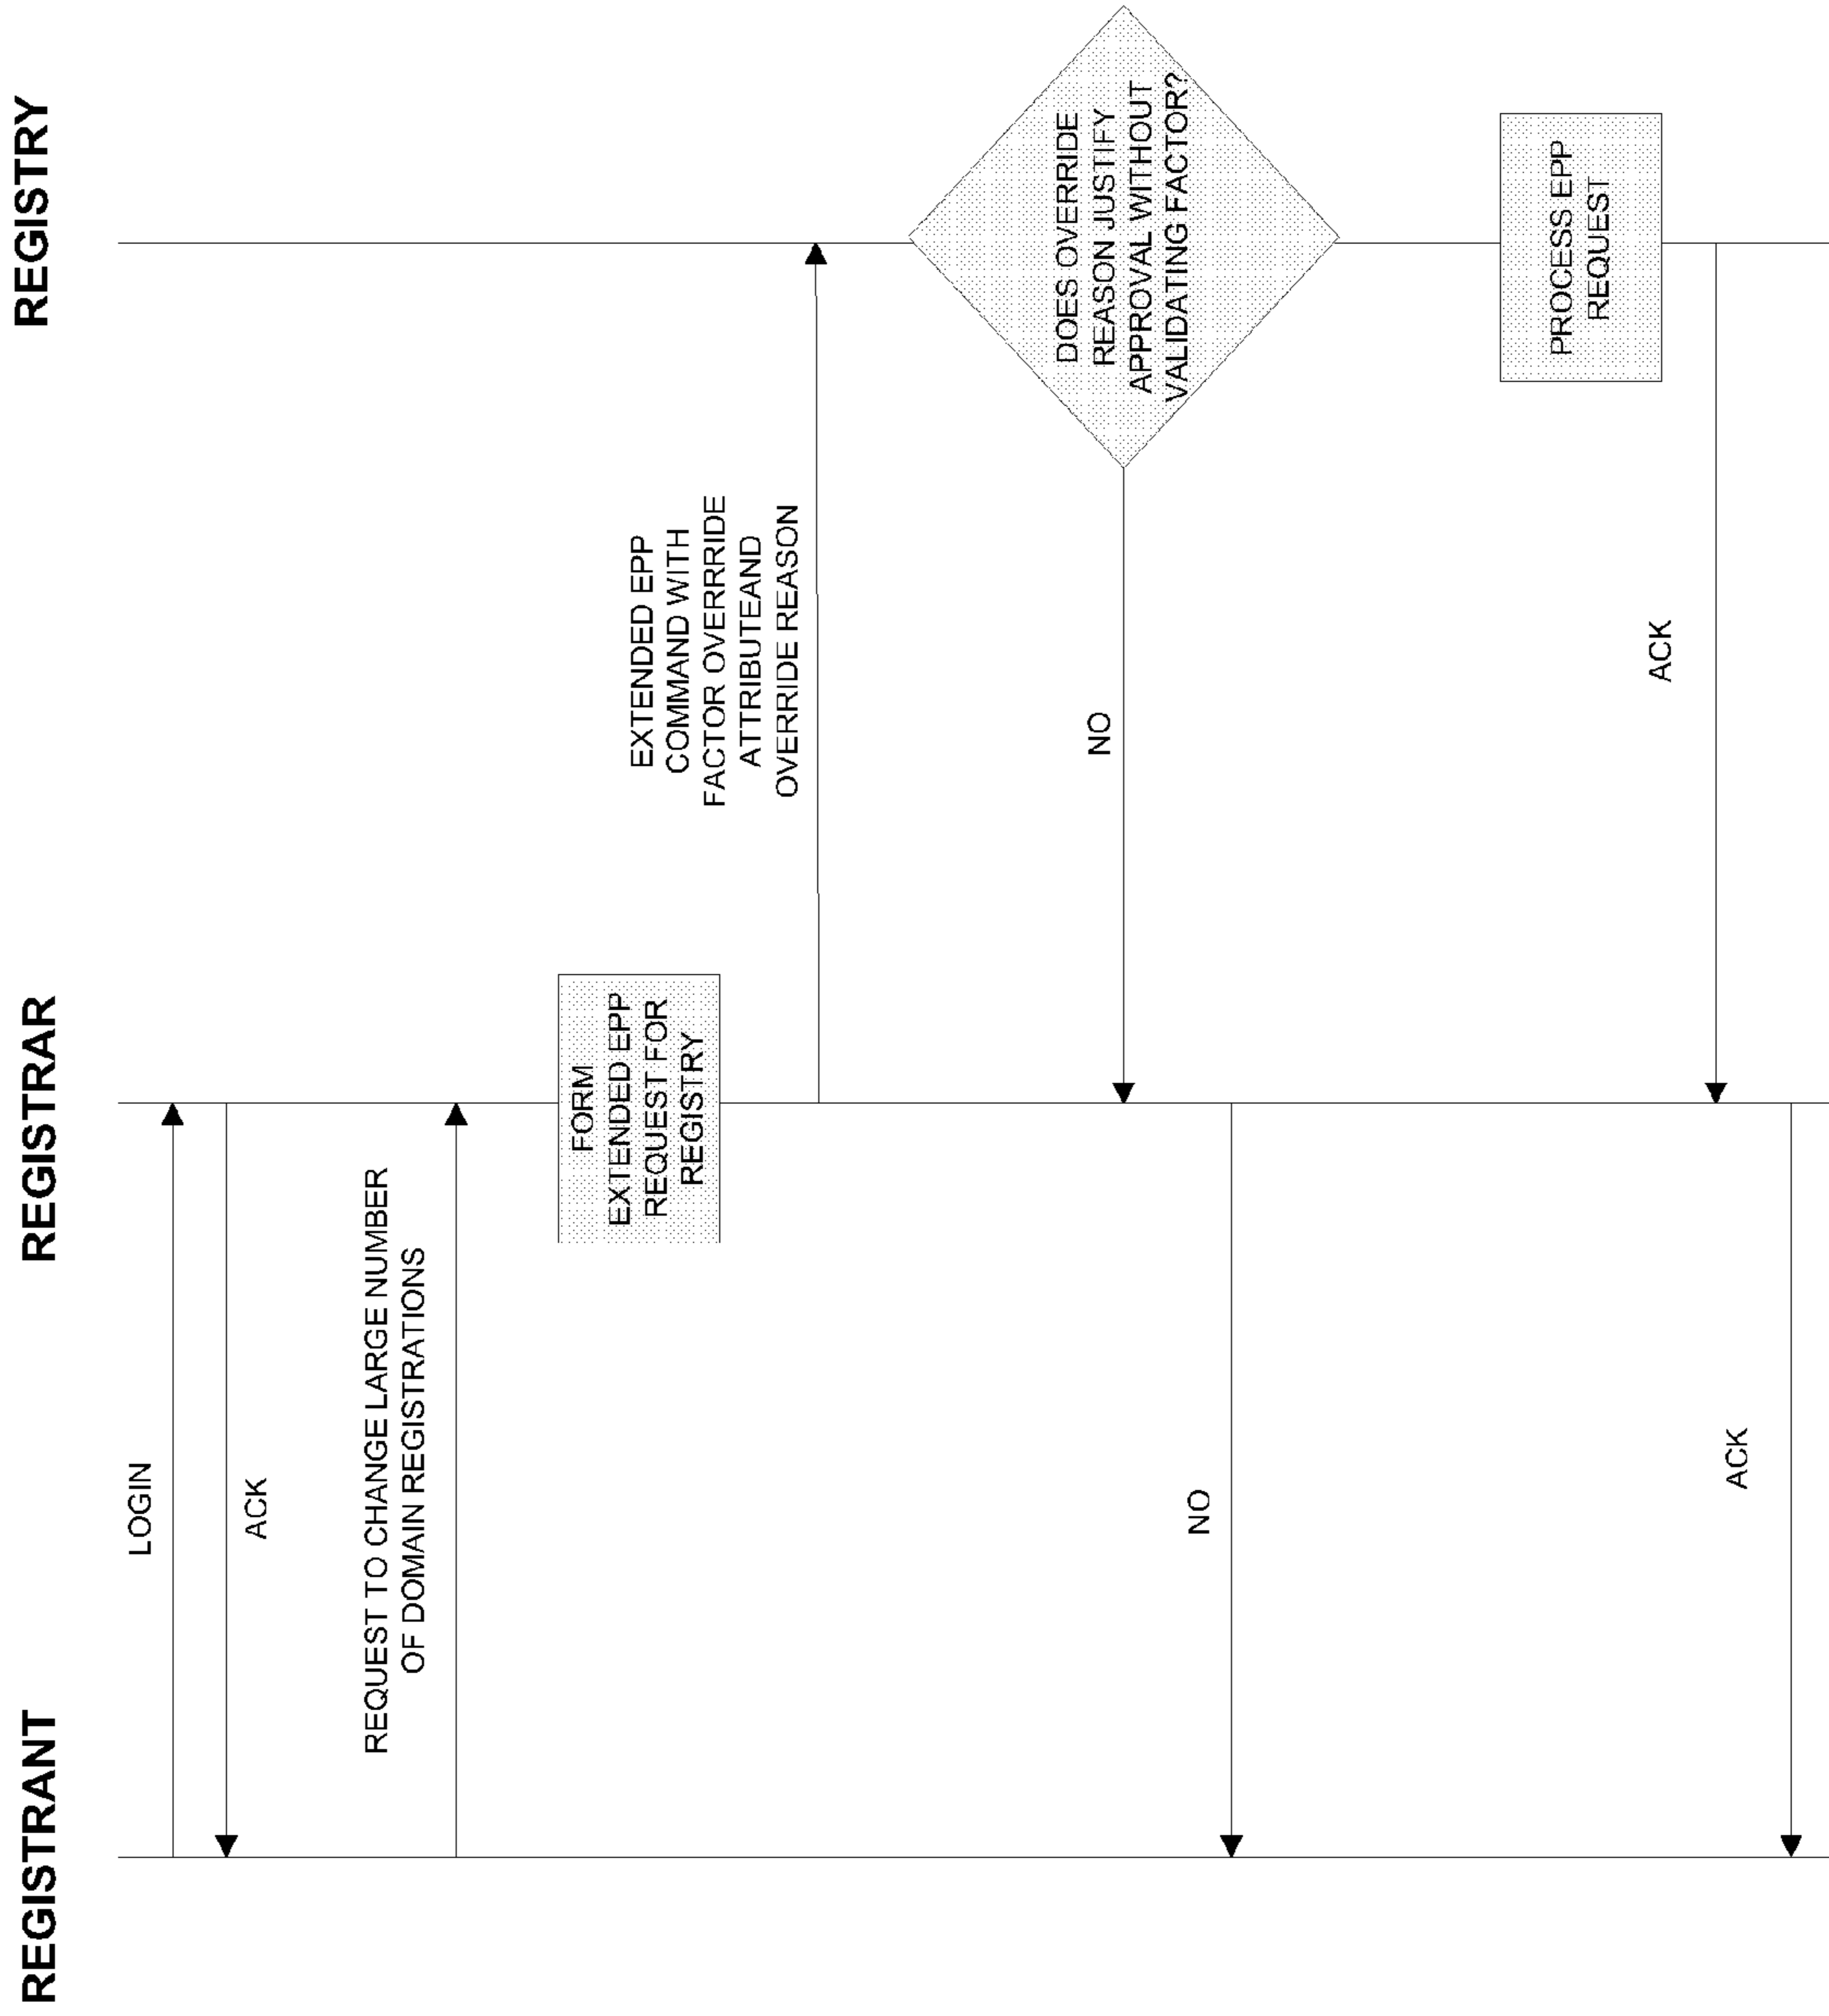 REGISTRANT
REGISTRAR
REGISTRY
LOGIN
ACK
REQUEST TO CHANGE LARGE NUMBER
OF DOMAIN REGISTRATIONS
FORM
EXTENDED EPP
REQUEST FOR
REGISTRY
EXTENDED EPP
COMMAND WITH
FACTOR OVERRRIDE
ATTRIBUTEAND
OVERRIDE REASON
DOES OVERRIDE
REASON JUSTIFY
APPROVAL WITHOUT
VALIDATING FACTOR?
NO
NO
PROCESS EPP
REQUEST
ACK
ACK